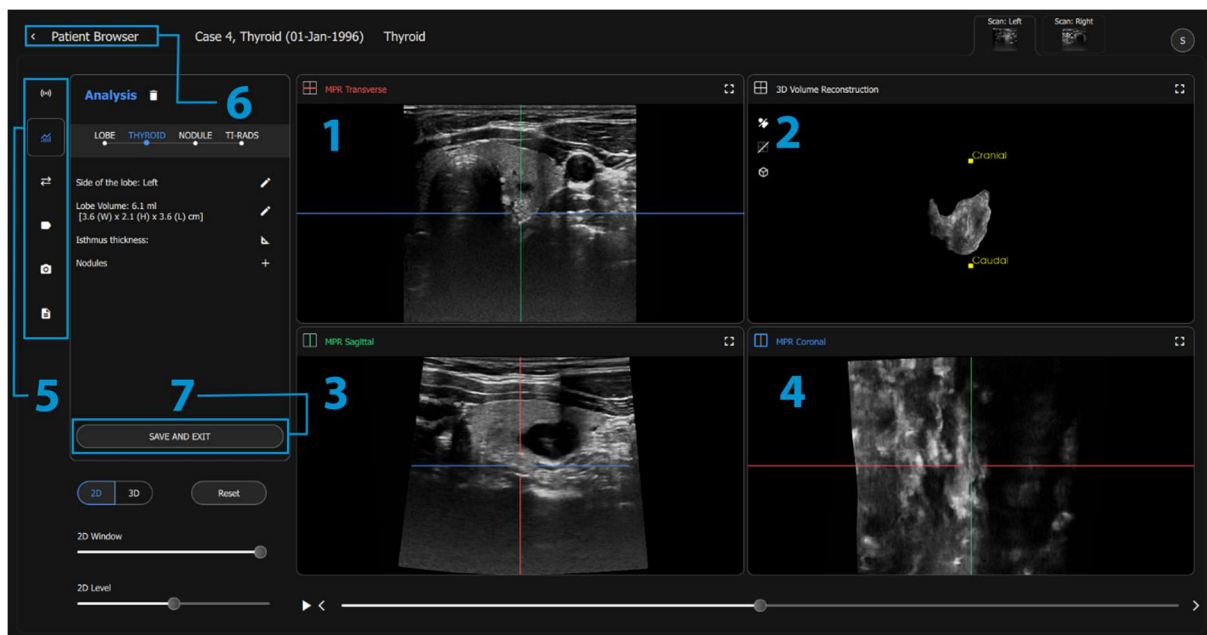 Patient Browser
Case 4, Thyroid (01-Jan-1996) Thyroid
Scan: Left
Scan: Right
S
Analysis
6
LOBE THYROID NODULE TI-RADS
Side of the lobe: Left
Lobe Volume: 6.1 ml
[3.6 (W) x 2.1 (H) x 3.6 (L) cm]
Isthmus thickness:
Nodules
5
7
SAVE AND EXIT
2D 3D Reset
2D Window
2D Level
MPR Transverse
1
3D Volume Reconstruction
2
Cranial
Caudal
MPR Sagittal
3
MPR Coronal
4